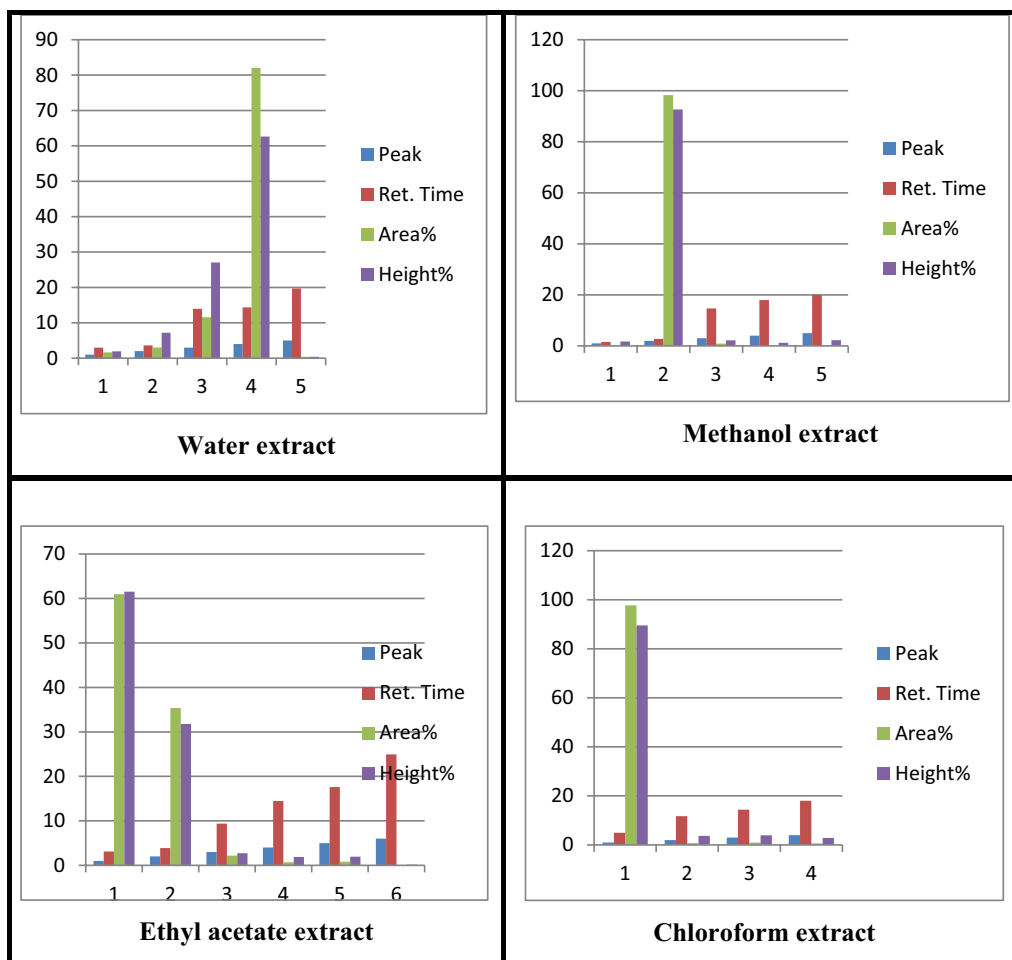 90
80
70
60
50
40
30
20
10
0
1 2 3 4 5
Peak
Ret. Time
Area%
Height%
Water extract
120
100
80
60
40
20
0
1 2 3 4 5
Peak
Ret. Time
Area%
Height%
Methanol extract
70
60
50
40
30
20
10
0
1 2 3 4 5 6
Peak
Ret. Time
Area%
Height%
Ethyl acetate extract
120
100
80
60
40
20
0
1 2 3 4
Peak
Ret. Time
Area%
Height%
Chloroform extract